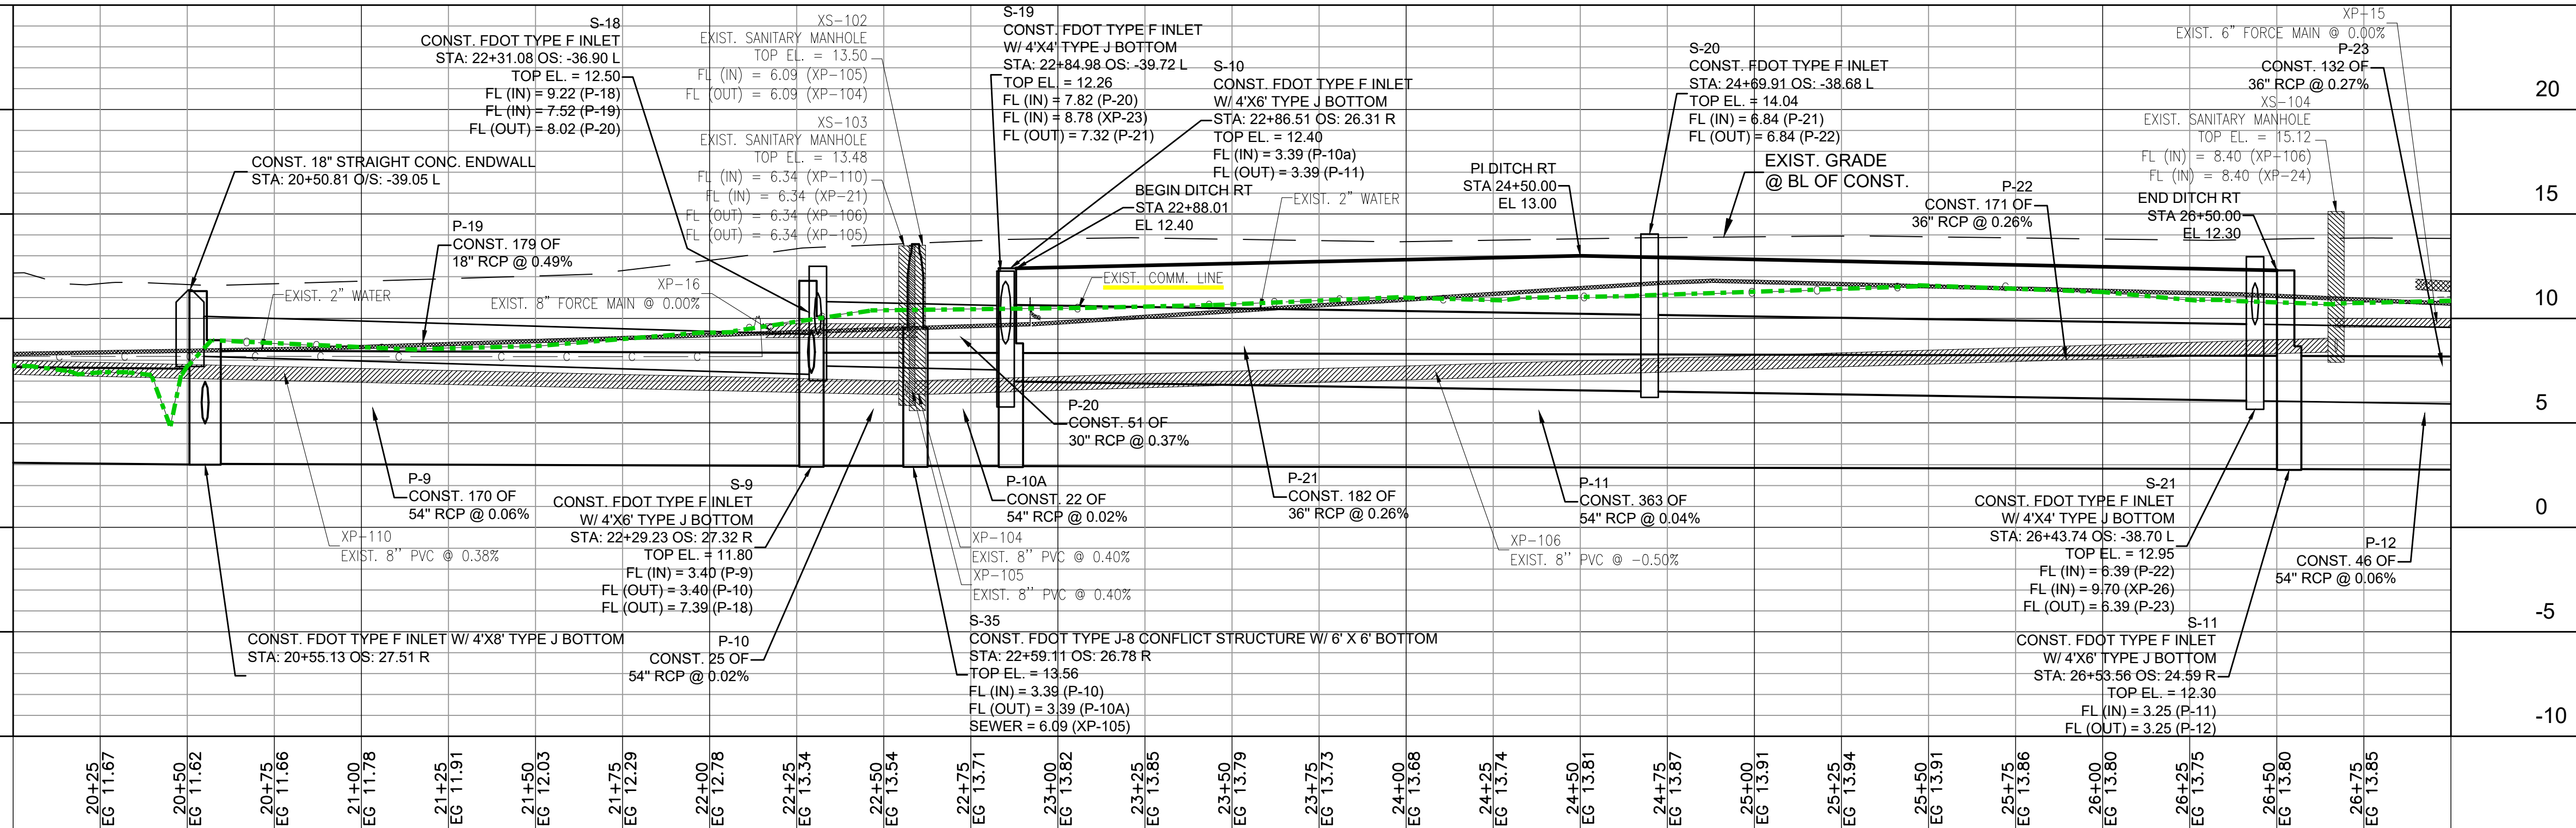 S-18
CONST. FDOT TYPE F INLET
STA: 22+31.08 OS: -36.90 L
TOP EL. = 12.50
FL (IN) = 9.22 (P-18)
FL (IN) = 7.52 (P-19)
FL (OUT) = 8.02 (P-20)
XS-102
EXIST. SANITARY MANHOLE
TOP EL. = 13.50
FL (IN) = 6.09 (XP-105)
FL (OUT) = 6.09 (XP-104)
XS-103
EXIST. SANITARY MANHOLE
TOP EL. = 13.48
FL (IN) = 6.34 (XP-110)
FL (IN) = 6.34 (XP-21)
FL (OUT) = 6.34 (XP-106)
FL (OUT) = 6.34 (XP-105)
S-19
CONST. FDOT TYPE F INLET
W/ 4'X4' TYPE J BOTTOM
STA: 22+84.98 OS: -39.72 L
TOP EL. = 12.26
FL (IN) = 7.82 (P-20)
FL (IN) = 8.78 (XP-23)
FL (OUT) = 7.32 (P-21)
S-10
CONST. FDOT TYPE F INLET
W/ 4'X6' TYPE J BOTTOM
STA: 22+86.51 OS: 26.31 R
TOP EL. = 12.40
FL (IN) = 3.39 (P-10a)
FL (OUT) = 3.39 (P-11)
BEGIN DITCH RT
STA 22+88.01
EL 12.40
EXIST. 2" WATER
PI DITCH RT
STA 24+50.00
EL 13.00
S-20
CONST. FDOT TYPE F INLET
STA: 24+69.91 OS: -38.68 L
TOP EL. = 14.04
FL (IN) = 6.84 (P-21)
FL (OUT) = 6.84 (P-22)
EXIST. GRADE
@ BL OF CONST.
P-22
CONST. 171 OF
36" RCP @ 0.26%
XP-15
EXIST. 6" FORCE MAIN @ 0.00%
P-23
CONST. 132 OF
36" RCP @ 0.27%
XS-104
EXIST. SANITARY MANHOLE
TOP EL. = 15.12
FL (IN) = 8.40 (XP-106)
FL (IN) = 8.40 (XP-24)
END DITCH RT
STA 26+50.00
EL 12.30
20
15
10
5
0
-5
-10
CONST. 18" STRAIGHT CONC. ENDWALL
STA: 20+50.81 O/S: -39.05 L
P-19
CONST. 179 OF
18" RCP @ 0.49%
EXIST. 2" WATER
XP-16
EXIST. 8" FORCE MAIN @ 0.00%
EXIST. COMM. LINE
C C C C C C C
P-20
CONST. 51 OF
30" RCP @ 0.37%
P-9
CONST. 170 OF
54" RCP @ 0.06%
XP-110
EXIST. 8'' PVC @ 0.38%
S-9
CONST. FDOT TYPE F INLET
W/ 4'X6' TYPE J BOTTOM
STA: 22+29.23 OS: 27.32 R
TOP EL. = 11.80
FL (IN) = 3.40 (P-9)
FL (OUT) = 3.40 (P-10)
FL (OUT) = 7.39 (P-18)
P-10A
CONST. 22 OF
54" RCP @ 0.02%
XP-104
EXIST. 8'' PVC @ 0.40%
XP-105
EXIST. 8'' PVC @ 0.40%
P-21
CONST. 182 OF
36" RCP @ 0.26%
XP-106
EXIST. 8'' PVC @ -0.50%
P-11
CONST. 363 OF
54" RCP @ 0.04%
S-21
CONST. FDOT TYPE F INLET
W/ 4'X4' TYPE J BOTTOM
STA: 26+43.74 OS: -38.70 L
TOP EL. = 12.95
FL (IN) = 6.39 (P-22)
FL (IN) = 9.70 (XP-26)
FL (OUT) = 6.39 (P-23)
P-12
CONST. 46 OF
54" RCP @ 0.06%
CONST. FDOT TYPE F INLET W/ 4'X8' TYPE J BOTTOM
STA: 20+55.13 OS: 27.51 R
P-10
CONST. 25 OF
54" RCP @ 0.02%
S-35
CONST. FDOT TYPE J-8 CONFLICT STRUCTURE W/ 6' X 6' BOTTOM
STA: 22+59.11 OS: 26.78 R
TOP EL. = 13.56
FL (IN) = 3.39 (P-10)
FL (OUT) = 3.39 (P-10A)
SEWER = 6.09 (XP-105)
S-11
CONST. FDOT TYPE F INLET
W/ 4'X6' TYPE J BOTTOM
STA: 26+53.56 OS: 24.59 R
TOP EL. = 12.30
FL (IN) = 3.25 (P-11)
FL (OUT) = 3.25 (P-12)
20+25
EG 11.67
20+50
EG 11.62
20+75
EG 11.66
21+00
EG 11.78
21+25
EG 11.91
21+50
EG 12.03
21+75
EG 12.29
22+00
EG 12.78
22+25
EG 13.34
22+50
EG 13.54
22+75
EG 13.71
23+00
EG 13.82
23+25
EG 13.85
23+50
EG 13.79
23+75
EG 13.73
24+00
EG 13.68
24+25
EG 13.74
24+50
EG 13.81
24+75
EG 13.87
25+00
EG 13.91
25+25
EG 13.94
25+50
EG 13.91
25+75
EG 13.86
26+00
EG 13.80
26+25
EG 13.75
26+50
EG 13.80
26+75
EG 13.85